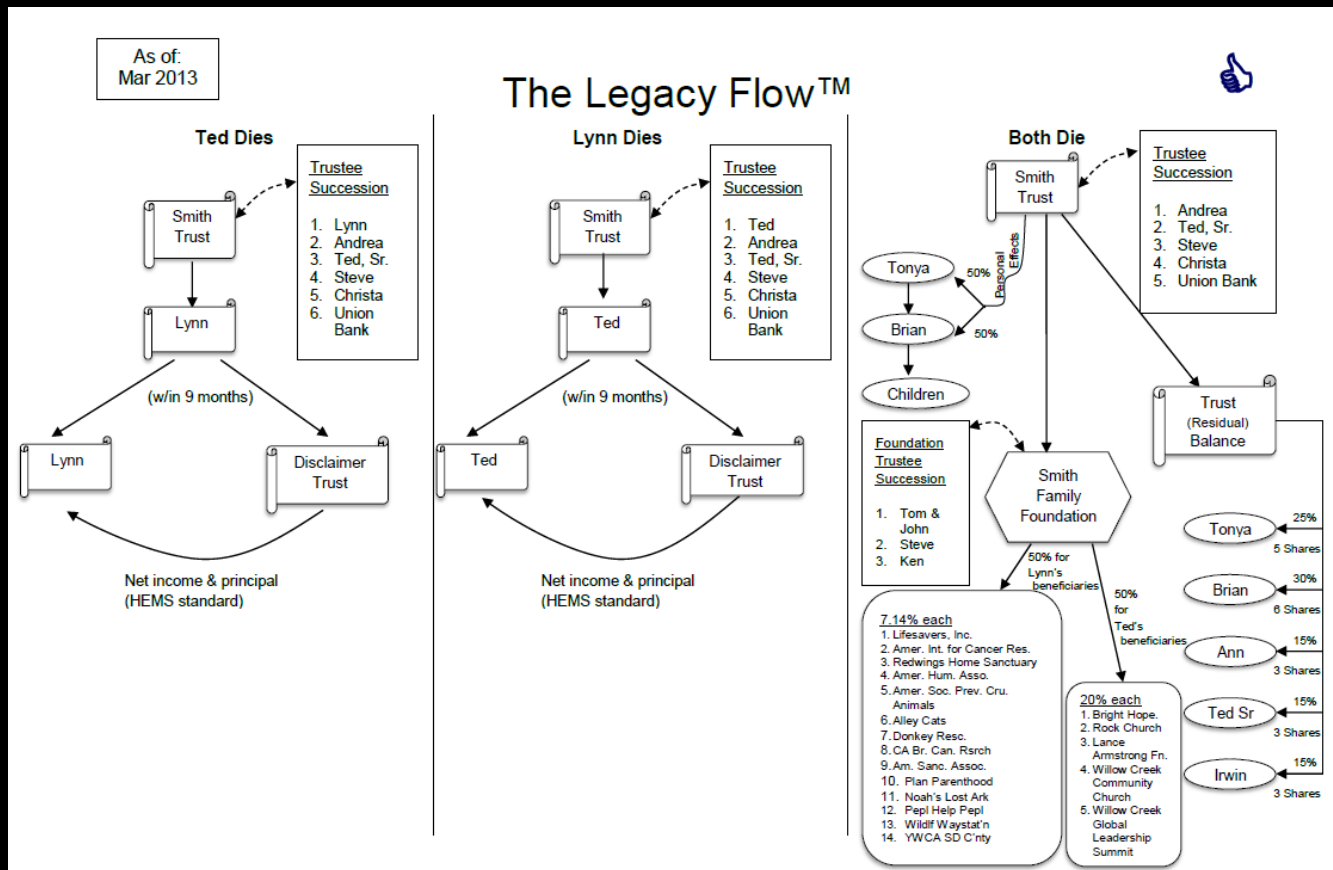 As of:
Mar 2013
The Legacy Flow™
Ted Dies
Trustee
Succession
1. Lynn
2. Andrea
3. Ted, Sr.
4. Steve
5. Christa
6. Union
Bank
Smith
Trust
Lynn
(w/in 9 months)
Lynn
Disclaimer
Trust
Net income & principal
(HEMS standard)
Lynn Dies
Trustee
Succession
1. Ted
2. Andrea
3. Ted, Sr.
4. Steve
5. Christa
6. Union
Bank
Smith
Trust
Ted
(w/in 9 months)
Ted
Disclaimer
Trust
Net income & principal
(HEMS standard)
Both Die
Smith
Trust
Trustee
Succession
1. Andrea
2. Ted, Sr.
3. Steve
4. Christa
5. Union Bank
Personal
Effects
50%
Tonya
Brian
50%
Children
Trust
(Residual)
Balance
Foundation
Trustee
Succession
1. Tom &
John
2. Steve
3. Ken
Smith
Family
Foundation
50% for
Lynn's
beneficiaries
50%
for
Ted's
beneficiaries
7.14% each
1. Lifesavers, Inc.
2. Amer. Int. for Cancer Res.
3. Redwings Home Sanctuary
4. Amer. Hum. Asso.
5. Amer. Soc. Prev. Cru.
Animals
6. Alley Cats
7. Donkey Resc.
8. CA Br. Can. Rsrch
9. Am. Sanc. Assoc.
10. Plan Parenthood
11. Noah's Lost Ark
12. Pepl Help Pepl
13. Wildlf Waystat'n
14. YWCA SD C'nty
20% each
1. Bright Hope.
2. Rock Church
3. Lance
Armstrong Fn.
4. Willow Creek
Community
Church
5. Willow Creek
Global
Leadership
Summit
Tonya
25%
5 Shares
Brian
30%
6 Shares
Ann
15%
3 Shares
Ted Sr
15%
3 Shares
Irwin
15%
3 Shares